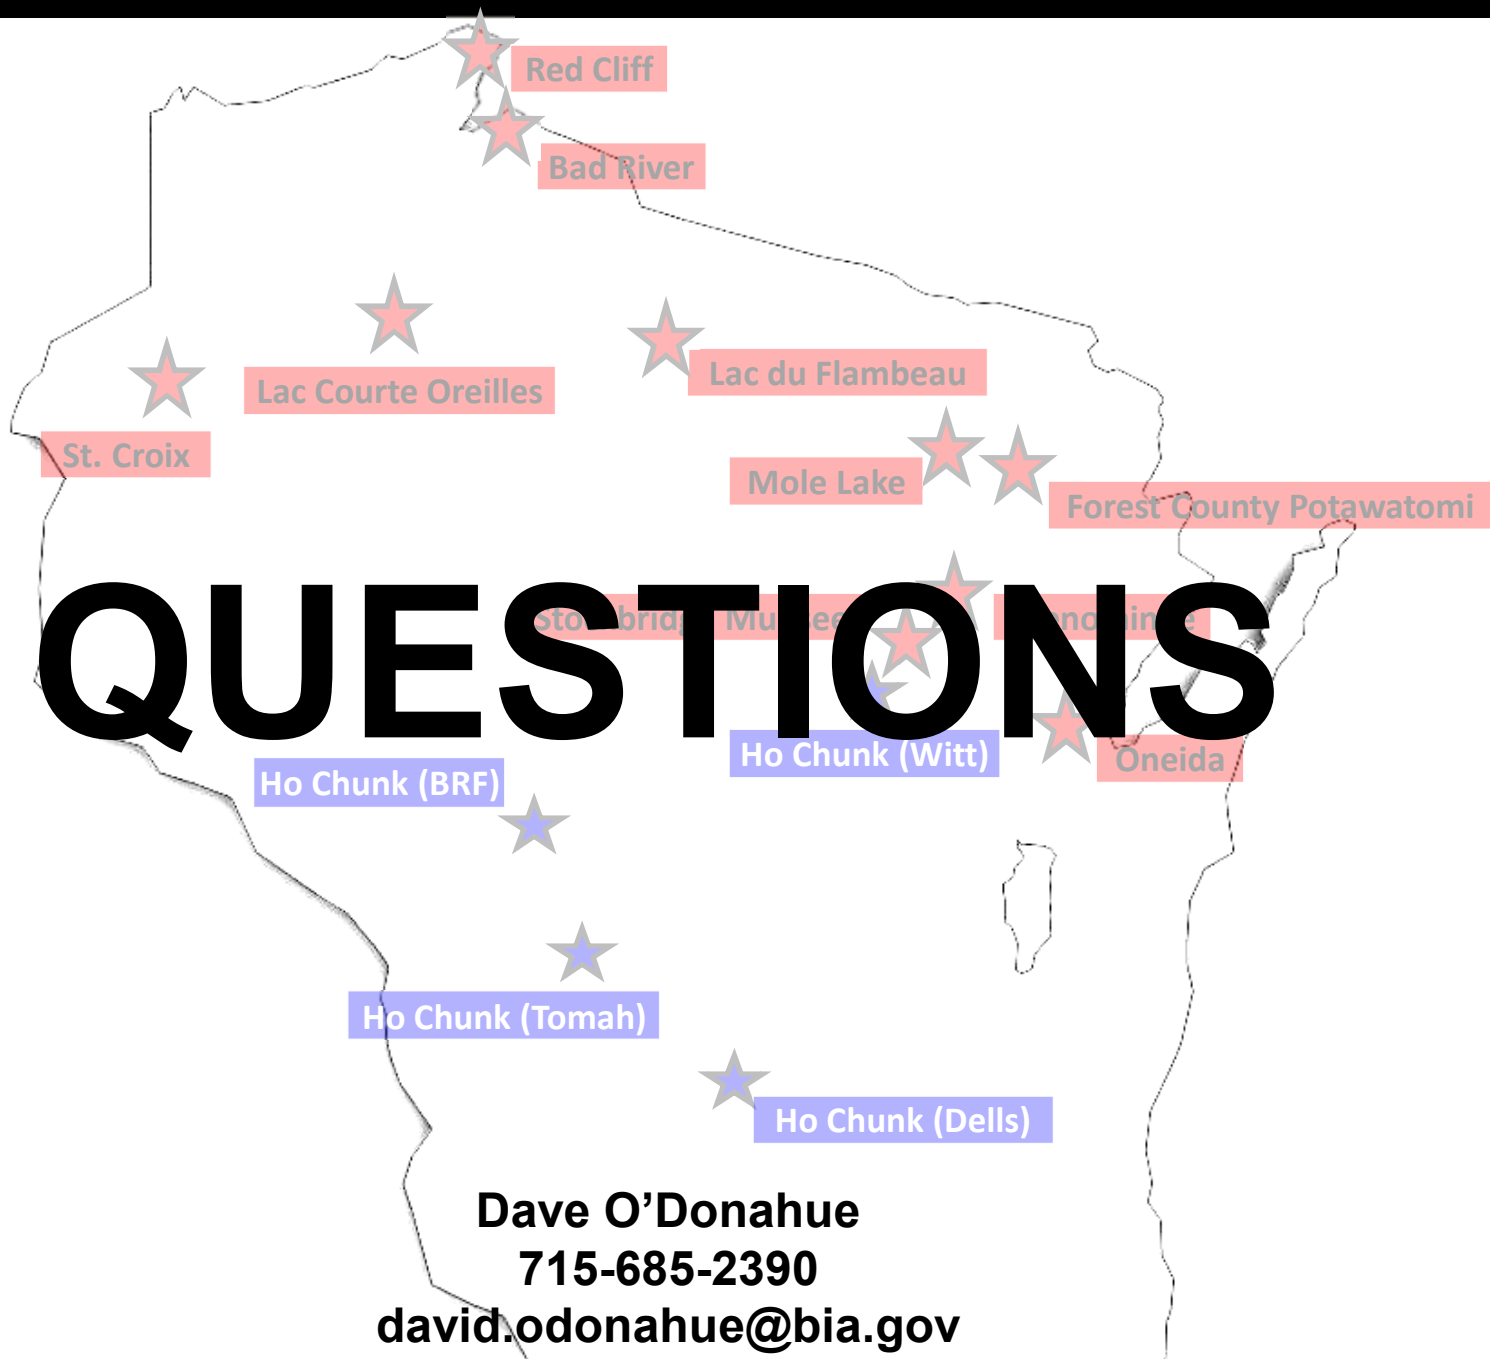 Red Cliff
Bad River
Lac du Flambeau
Lac Courte Oreilles
St. Croix
Mole Lake
Forest County Potawatomi
QUESTIONS
Ho Chunk (Witt)
Oneida
Ho Chunk (BRF)
Ho Chunk (Tomah)
Ho Chunk (Dells)
Dave O’Donahue
715-685-2390
david.odonahue@bia.gov